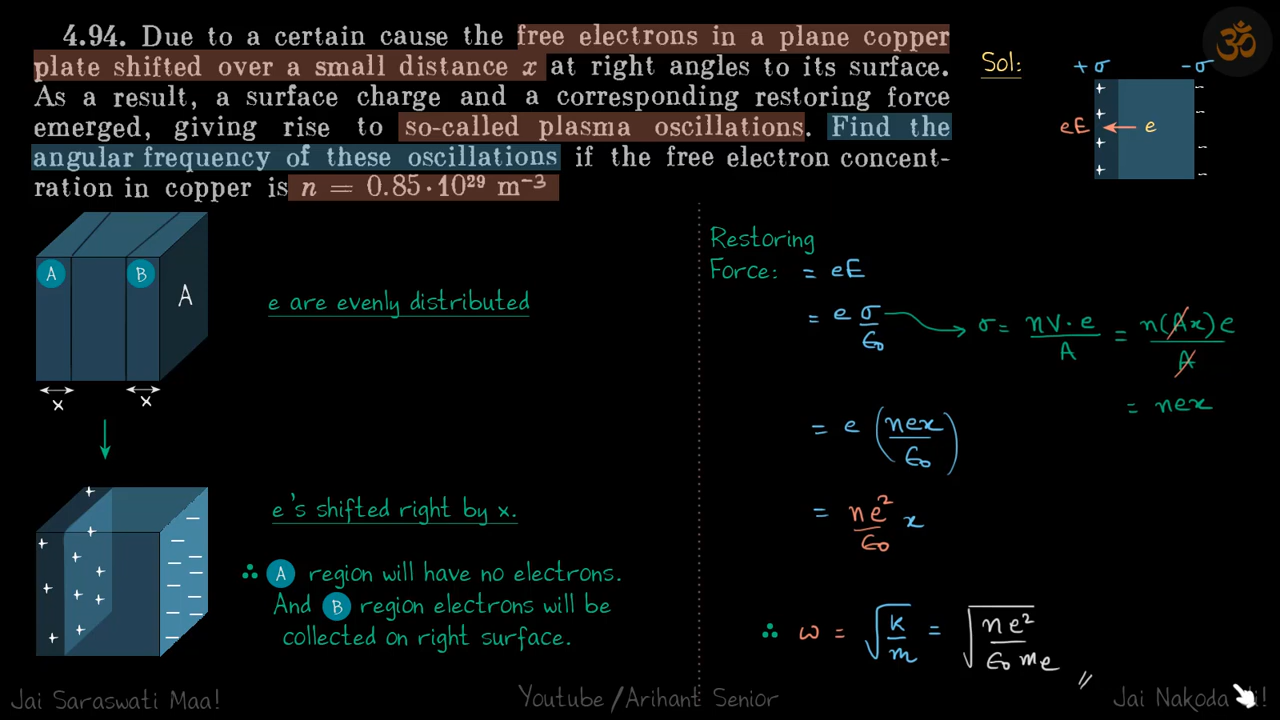 4.94. Due to a certain cause the free electrons in a plane copper
plate shifted over a small distance x at right angles to its surface.
As a result, a surface charge and a corresponding restoring force
emerged, giving rise to so-called plasma oscillations. Find the
angular frequency of these oscillations if the free electron concent-
ration in copper is n = 0.85·10²⁹ m⁻³
Sol:
ॐ
+σ -σ
eE e
A B A
x x
e are evenly distributed
e's shifted right by x.
∴ A region will have no electrons.
And B region electrons will be
collected on right surface.
Restoring
Force: = eE
= e σ/ε₀ → σ = nV·e/A = n(Ax)e/A
= nex
= e (nex/ε₀)
= ne²/ε₀ x
∴ ω = √(k/m) = √(ne²/ε₀mₑ) //
Jai Saraswati Maa! Youtube /Arihant Senior Jai Nakoda !